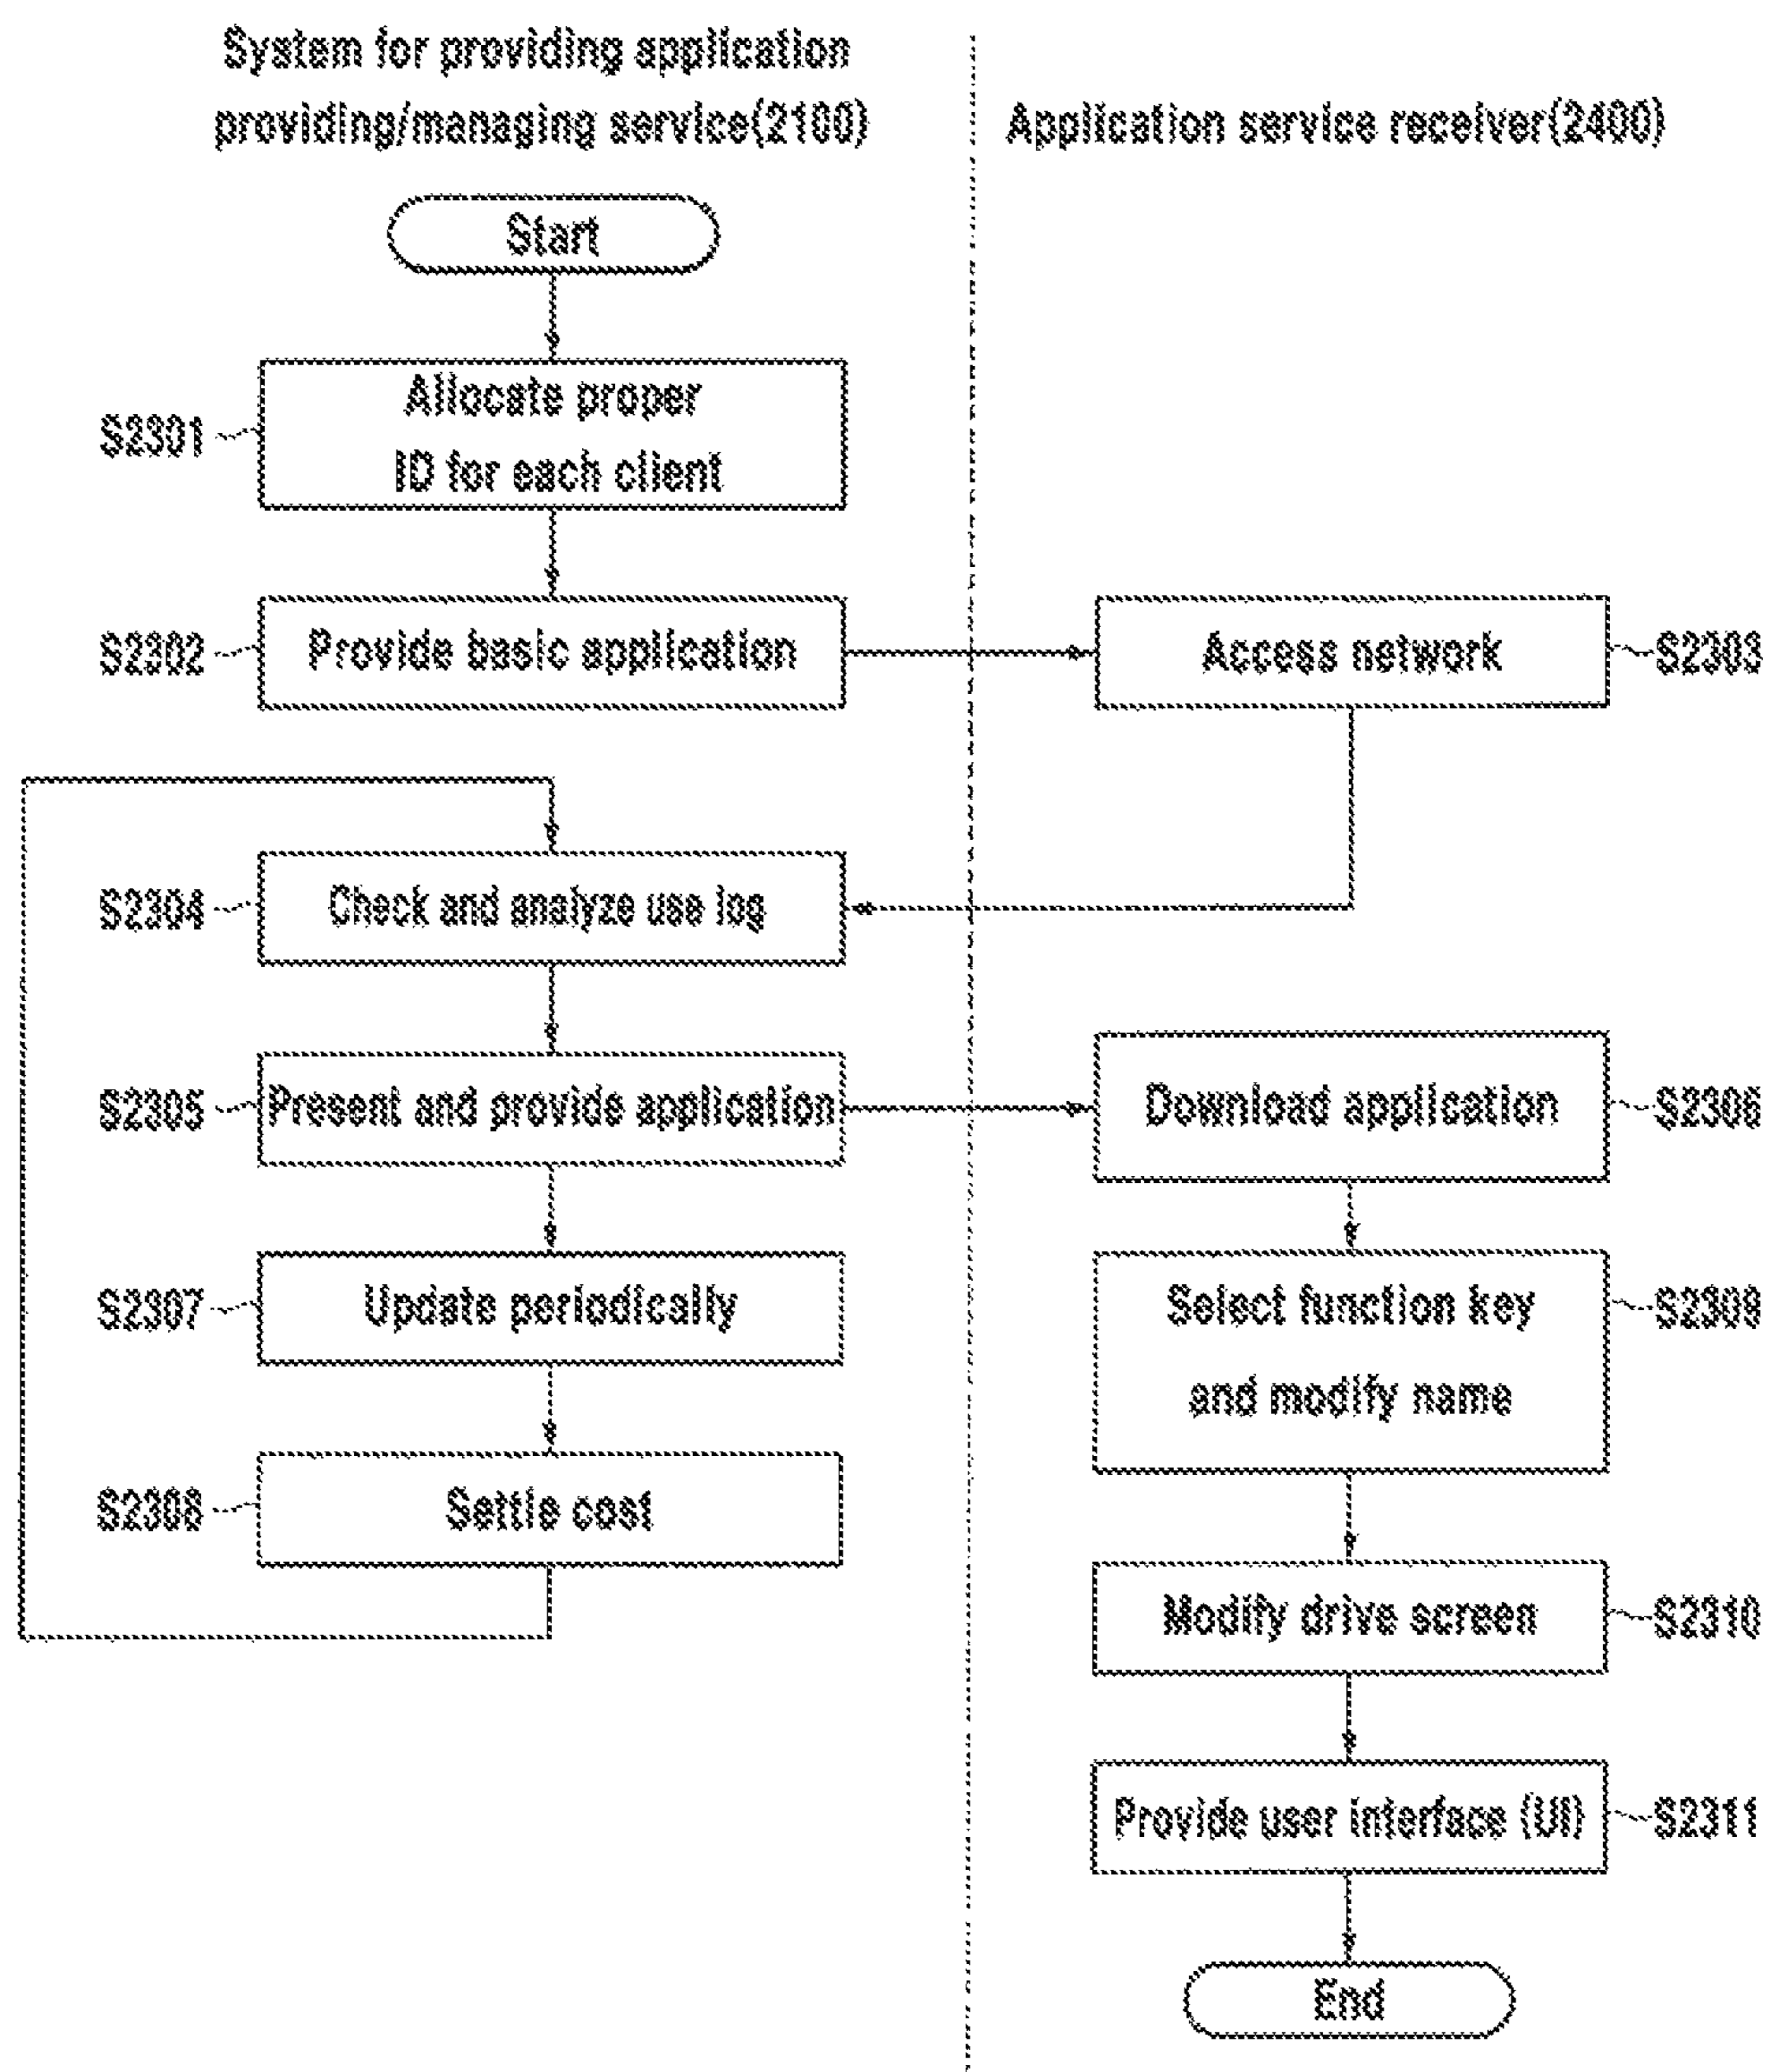 System for providing application
providing/managing service(2100)
Application service receiver(2400)
Start
S2301
Allocate proper
ID for each client
S2302
Provide basic application
Access network
S2303
S2304
Check and analyze use log
S2305
Present and provide application
Download application
S2306
S2307
Update periodically
Select function key
and modify name
S2309
S2308
Settle cost
Modify drive screen
S2310
Provide user interface (UI)
S2311
End